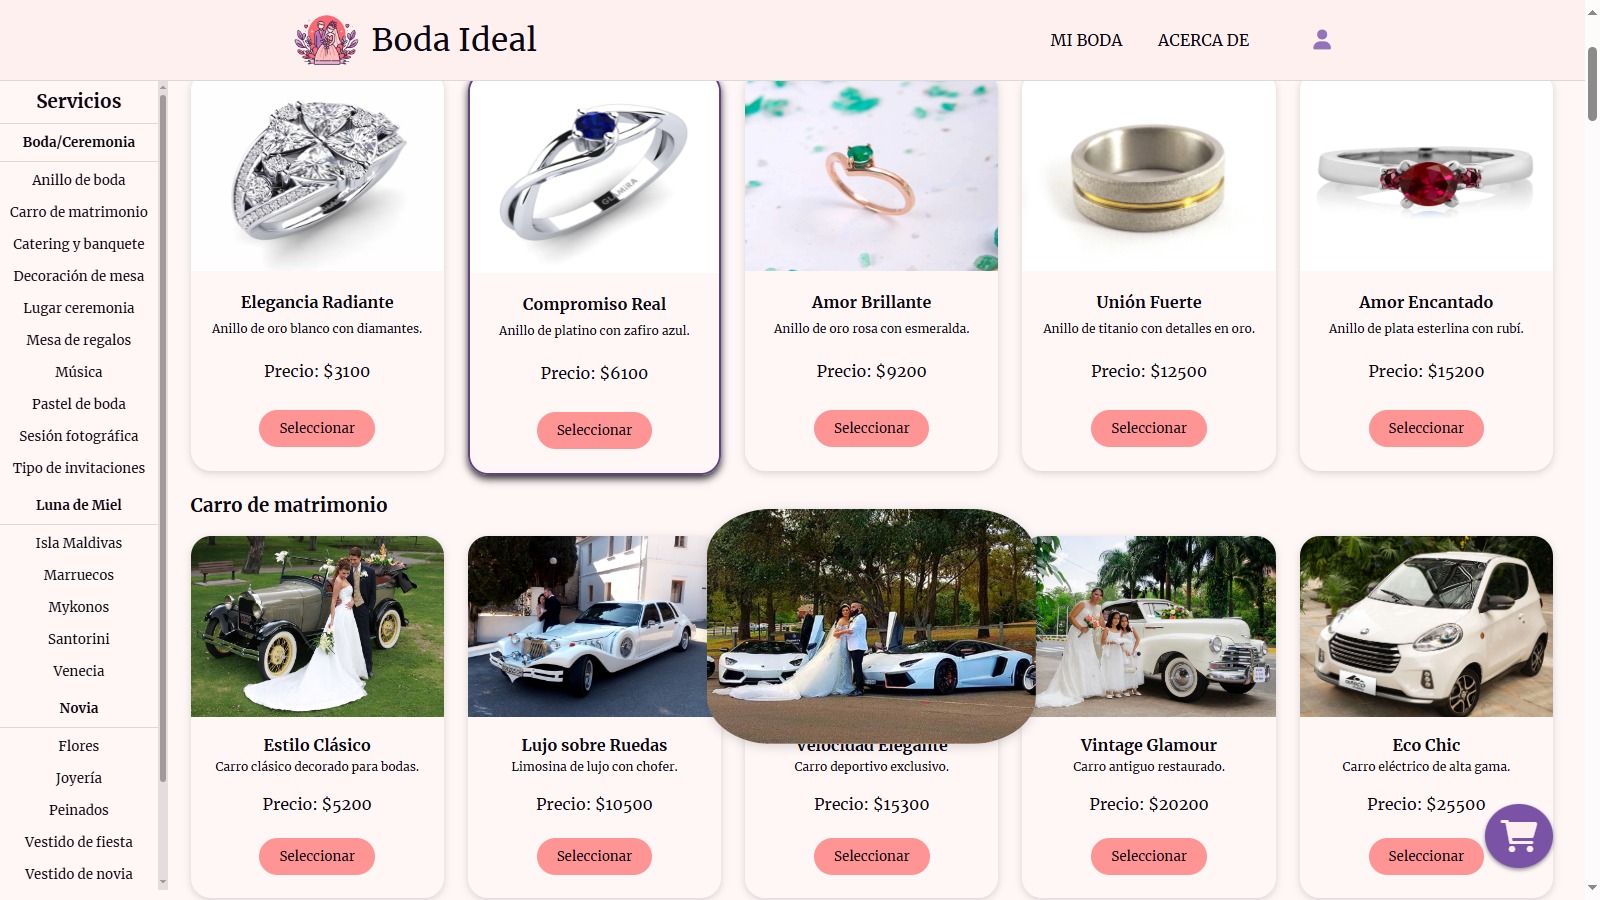 Boda Ideal
MI BODA
ACERCA DE
Servicios
Boda/Ceremonia
Anillo de boda
Carro de matrimonio
Catering y banquete
Decoración de mesa
Lugar ceremonia
Mesa de regalos
Música
Pastel de boda
Sesión fotográfica
Tipo de invitaciones
Luna de Miel
Isla Maldivas
Marruecos
Mykonos
Santorini
Venecia
Novia
Flores
Joyería
Peinados
Vestido de fiesta
Vestido de novia
GLAMIRA
Elegancia Radiante
Anillo de oro blanco con diamantes.
Precio: $3100
Seleccionar
Compromiso Real
Anillo de platino con zafiro azul.
Precio: $6100
Seleccionar
Amor Brillante
Anillo de oro rosa con esmeralda.
Precio: $9200
Seleccionar
Unión Fuerte
Anillo de titanio con detalles en oro.
Precio: $12500
Seleccionar
Amor Encantado
Anillo de plata esterlina con rubí.
Precio: $15200
Seleccionar
Carro de matrimonio
Estilo Clásico
Carro clásico decorado para bodas.
Precio: $5200
Seleccionar
Lujo sobre Ruedas
Limosina de lujo con chofer.
Precio: $10500
Seleccionar
Velocidad Elegante
Carro deportivo exclusivo.
Precio: $15300
Seleccionar
Vintage Glamour
Carro antiguo restaurado.
Precio: $20200
Seleccionar
Eco Chic
Carro eléctrico de alta gama.
Precio: $25500
Seleccionar